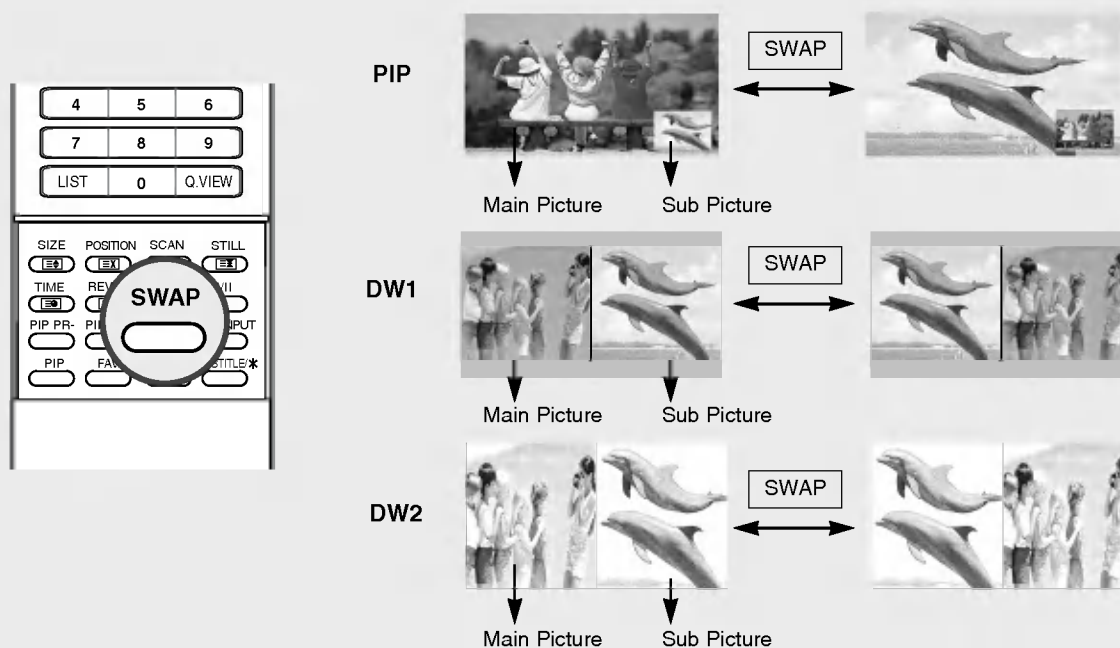 4 5 6
7 8 9
LIST 0 Q.VIEW
SIZE POSITION SCAN STILL
TIME
SWAP
PIP PR-
PIP
PIP
SWAP
Main Picture Sub Picture
DW1
SWAP
Main Picture Sub Picture
DW2
SWAP
Main Picture Sub Picture